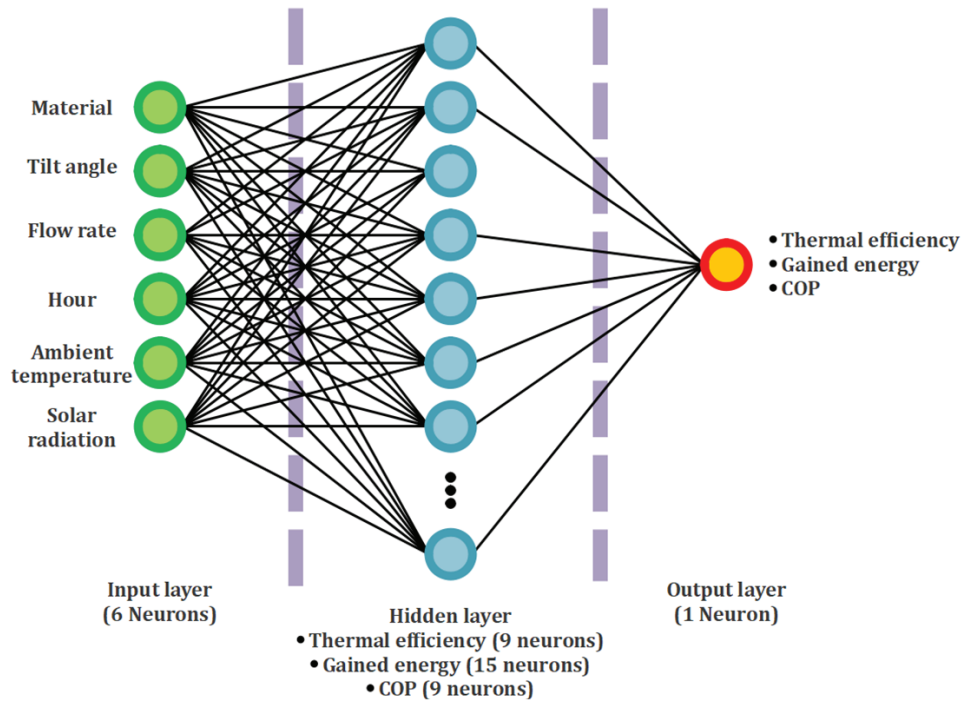 Material
Tilt angle
Flow rate
Hour
Ambient
temperature
Solar
radiation
• Thermal efficiency
• Gained energy
• COP
Input layer
(6 Neurons)
Hidden layer
• Thermal efficiency (9 neurons)
• Gained energy (15 neurons)
• COP (9 neurons)
Output layer
(1 Neuron)